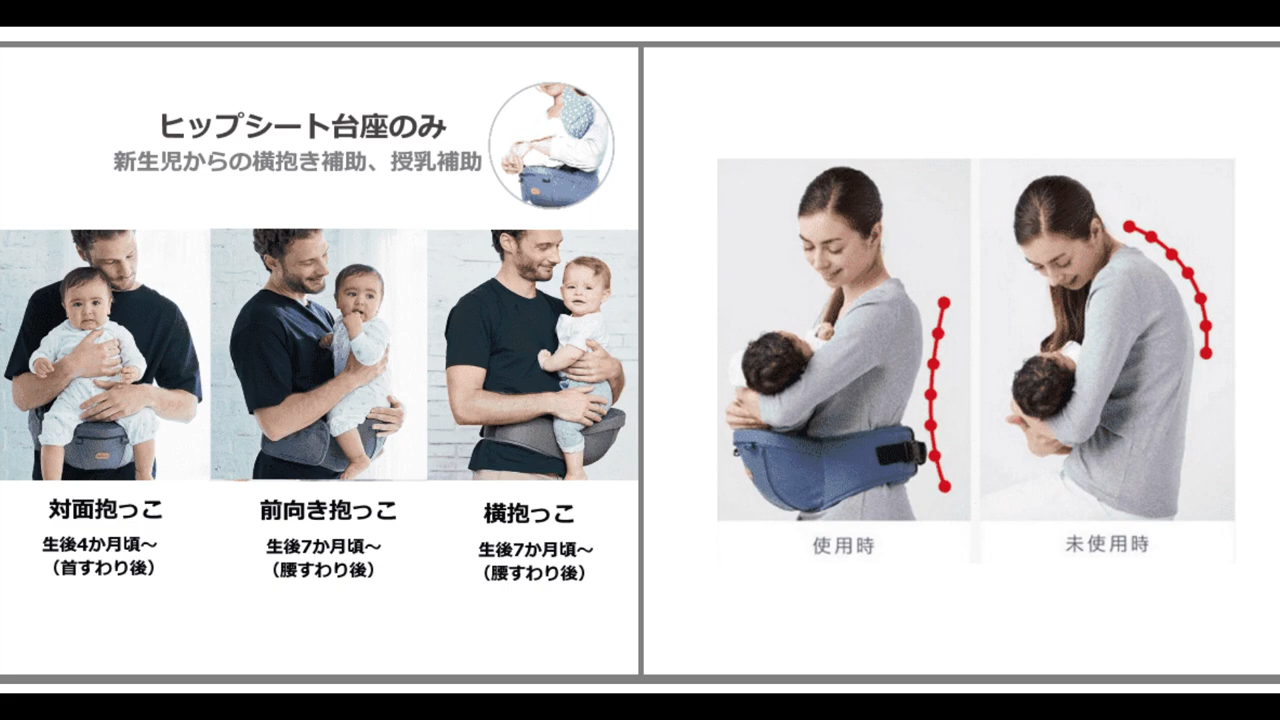 ヒップシート台座のみ
新生児からの横抱き補助、授乳補助
対面抱っこ
生後4か月頃～
（首すわり後）
前向き抱っこ
生後7か月頃～
（腰すわり後）
横抱っこ
生後7か月頃～
（腰すわり後）
使用時
未使用時